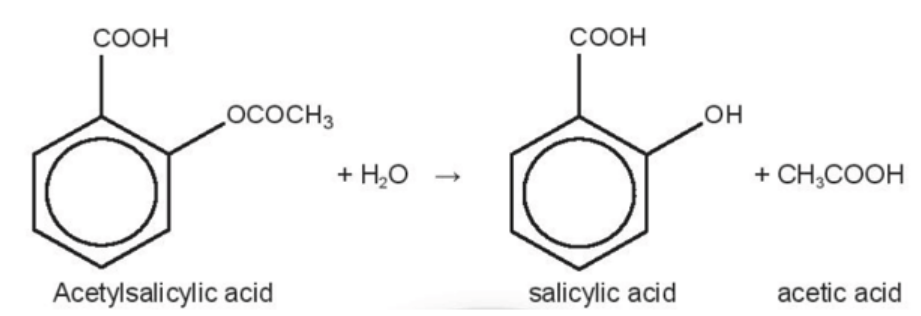 COOH COOH
OCOCH₃ OH
+ H₂O → + CH₃COOH
Acetylsalicylic acid salicylic acid acetic acid